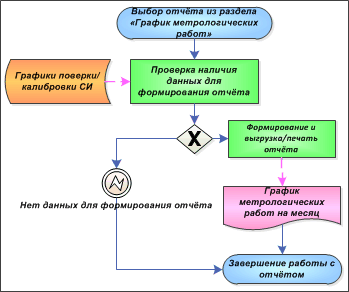 Выбор отчёта из раздела
«График метрологических
работ»
Графики поверки/
калибровки СИ
Проверка наличия
данных для
формирования отчёта
X
Формирование и
выгрузка/печать
отчёта
Нет данных для формирования отчёта
График
метрологических
работ на месяц
Завершение работы с
отчётом